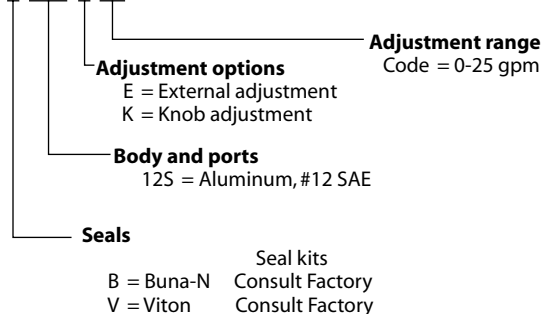 Adjustment range
Code = 0-25 gpm
Adjustment options
E = External adjustment
K = Knob adjustment
Body and ports
12S = Aluminum, #12 SAE
Seals
Seal kits
B = Buna-N Consult Factory
V = Viton Consult Factory